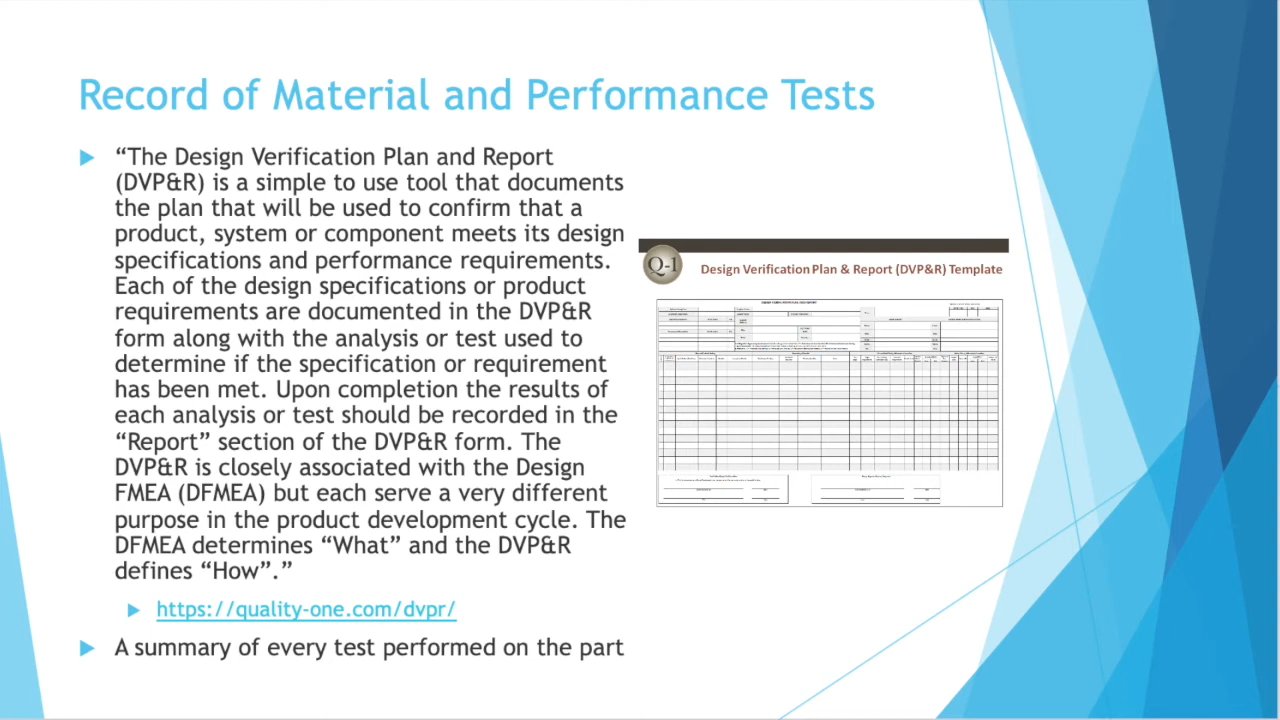 Record of Material and Performance Tests
“The Design Verification Plan and Report
(DVP&R) is a simple to use tool that documents
the plan that will be used to confirm that a
product, system or component meets its design
specifications and performance requirements.
Each of the design specifications or product
requirements are documented in the DVP&R
form along with the analysis or test used to
determine if the specification or requirement
has been met. Upon completion the results of
each analysis or test should be recorded in the
“Report” section of the DVP&R form. The
DVP&R is closely associated with the Design
FMEA (DFMEA) but each serve a very different
purpose in the product development cycle. The
DFMEA determines “What” and the DVP&R
defines “How”.”
https://quality-one.com/dvpr/
A summary of every test performed on the part
Q-1
Design Verification Plan & Report (DVP&R) Template